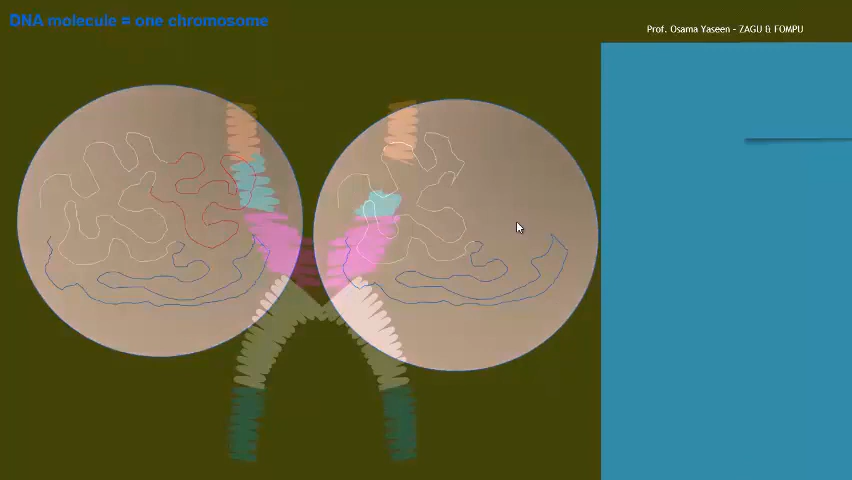 DNA molecule = one chromosome
Prof. Osama Yaseen - ZAGU & FOMPU